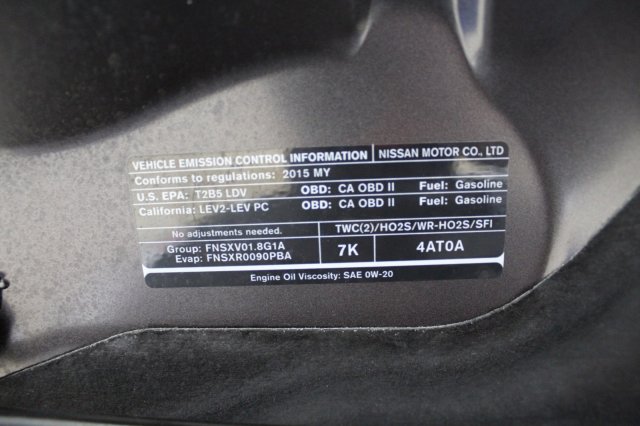 VEHICLE EMISSION CONTROL INFORMATION NISSAN MOTOR CO., LTD
Conforms to regulations: 2015 MY
U.S. EPA: T2B5 LDV OBD: CA OBD II Fuel: Gasoline
California: LEV2-LEV PC OBD: CA OBD II Fuel: Gasoline
No adjustments needed. TWC(2)/HO2S/WR-HO2S/SFI
Group: FNSXV01.8G1A 7K 4AT0A
Evap: FNSXR0090PBA
Engine Oil Viscosity: SAE 0W-20